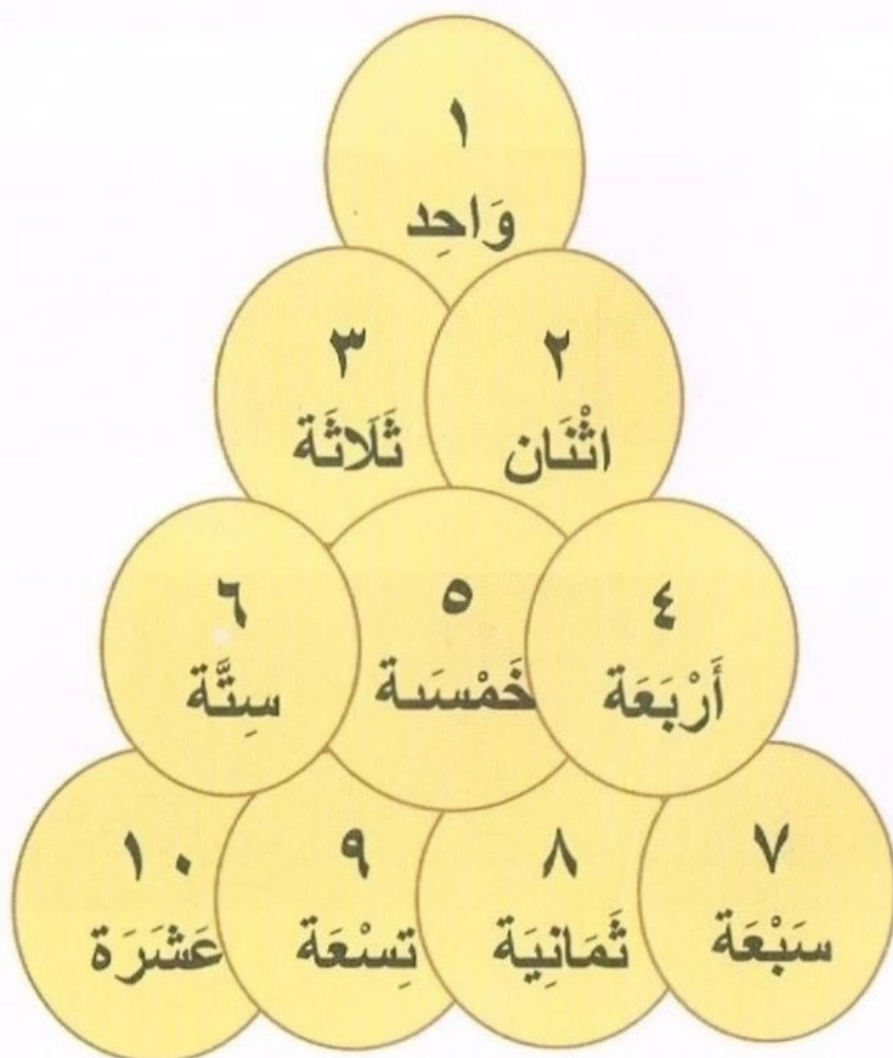 ١
وَاحِد
٢ ٣
اثْنَان ثَلَاثَة
٤ ٥ ٦
أَرْبَعَة خَمْسَة سِتَّة
٧ ٨ ٩ ١٠
سَبْعَة ثَمَانِيَة تِسْعَة عَشَرَة